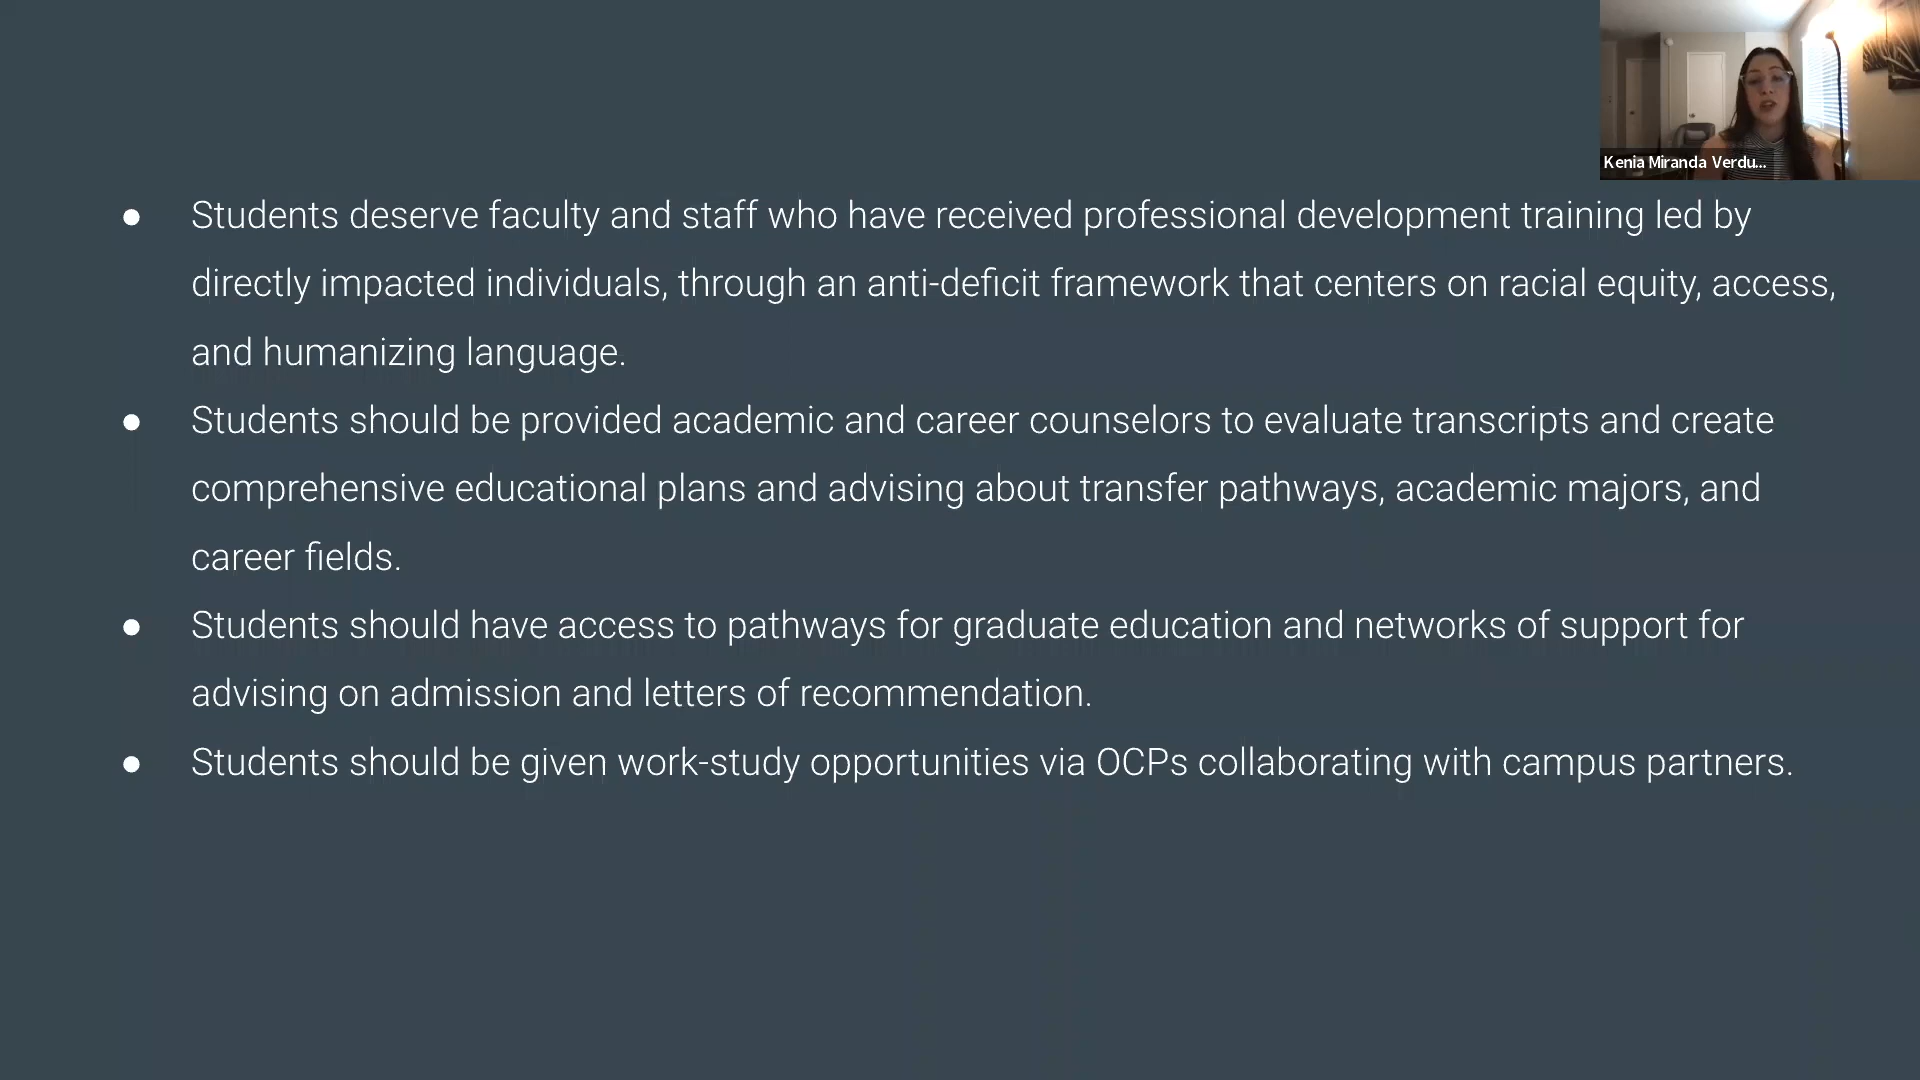 Kenia Miranda Verdu...
● Students deserve faculty and staff who have received professional development training led by
directly impacted individuals, through an anti-deficit framework that centers on racial equity, access,
and humanizing language.
● Students should be provided academic and career counselors to evaluate transcripts and create
comprehensive educational plans and advising about transfer pathways, academic majors, and
career fields.
● Students should have access to pathways for graduate education and networks of support for
advising on admission and letters of recommendation.
● Students should be given work-study opportunities via OCPs collaborating with campus partners.